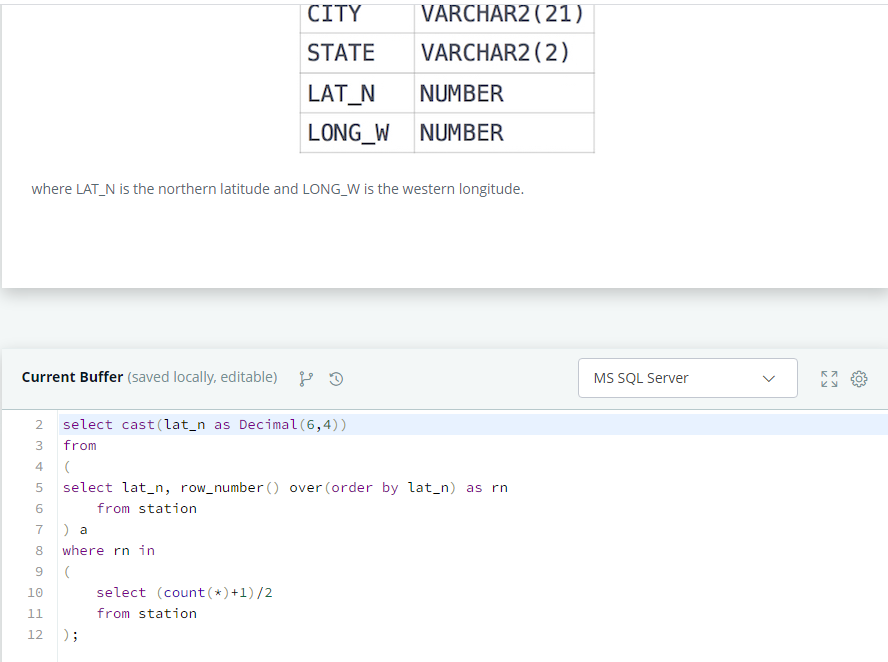 CITY VARCHAR2(21)
STATE VARCHAR2(2)
LAT_N NUMBER
LONG_W NUMBER
where LAT_N is the northern latitude and LONG_W is the western longitude.
Current Buffer (saved locally, editable) MS SQL Server
2 select cast(lat_n as Decimal(6,4))
3 from
4 (
5 select lat_n, row_number() over(order by lat_n) as rn
6     from station
7 ) a
8 where rn in
9 (
10     select (count(*)+1)/2
11     from station
12 );